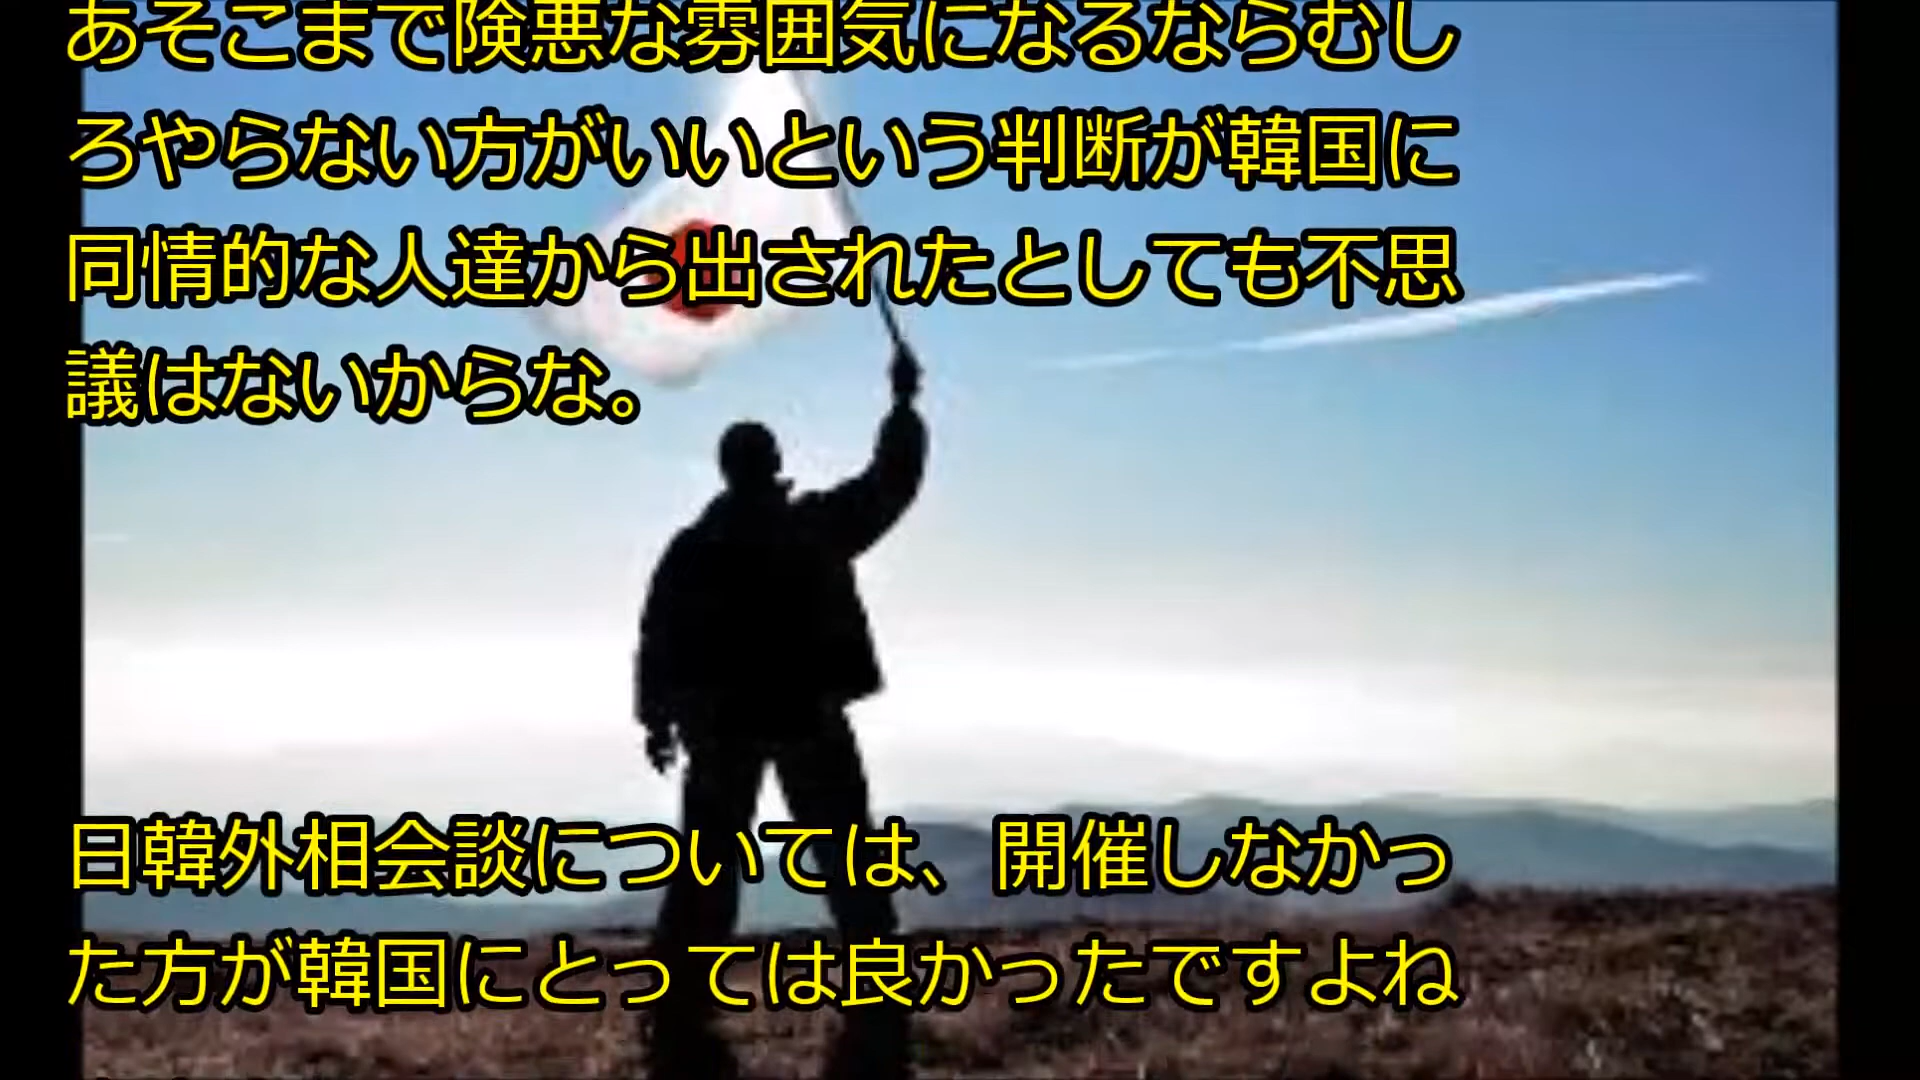 あそこまで険悪な雰囲気になるならむし
ろやらない方がいいという判断が韓国に
同情的な人達から出されたとしても不思
議はないからな。
日韓外相会談については、開催しなかっ
た方が韓国にとっては良かったですよね